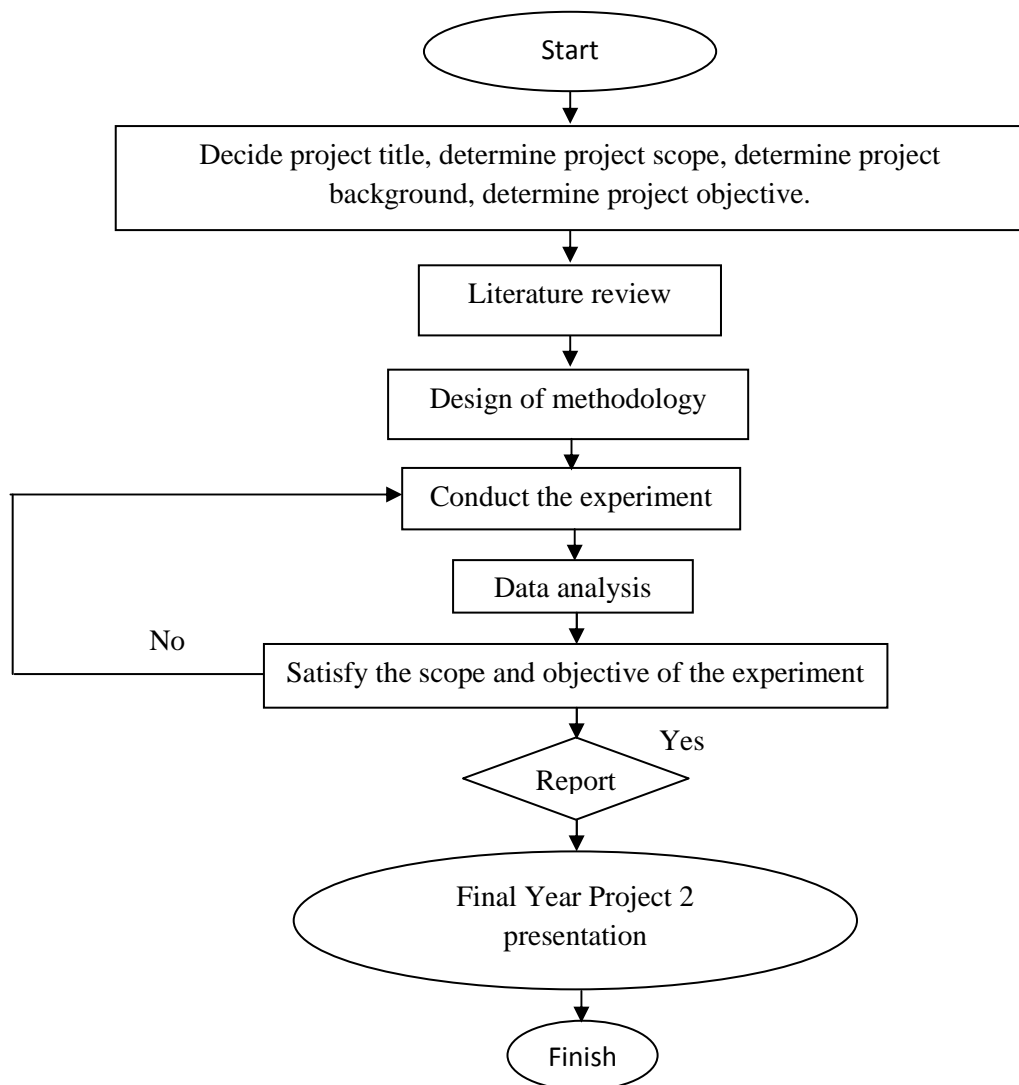 Start
Decide project title, determine project scope, determine project
background, determine project objective.
Literature review
Design of methodology
Conduct the experiment
Data analysis
No
Satisfy the scope and objective of the experiment
Yes
Report
Final Year Project 2
presentation
Finish